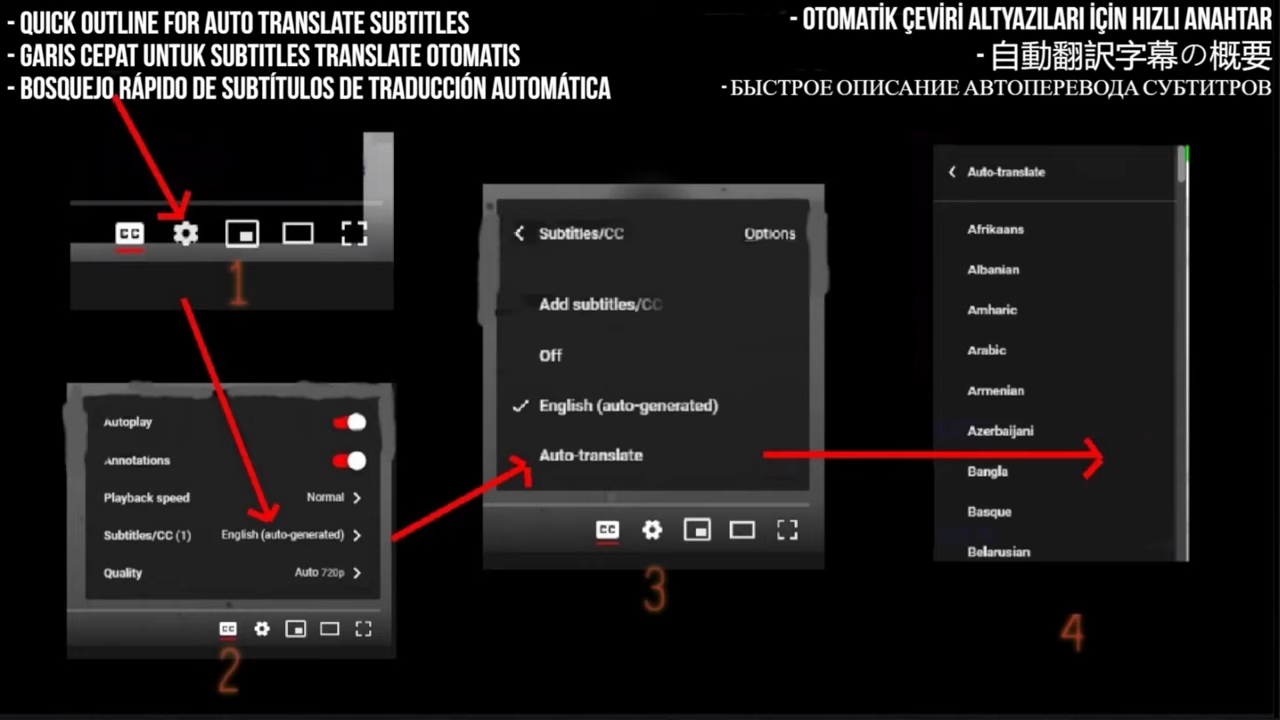 - QUICK OUTLINE FOR AUTO TRANSLATE SUBTITLES
- GARIS CEPAT UNTUK SUBTITLES TRANSLATE OTOMATIS
- BOSQUEJO RÁPIDO DE SUBTÍTULOS DE TRADUCCIÓN AUTOMÁTICA
- OTOMATİK ÇEVİRİ ALTYAZILARI İÇİN HIZLI ANAHTAR
- 自動翻訳字幕の概要
- БЫСТРОЕ ОПИСАНИЕ АВТОПЕРЕВОДА СУБТИТРОВ
CC
1
Autoplay
Annotations
Playback speed Normal
Subtitles/CC (1) English (auto-generated)
Quality Auto 720p
CC
2
Subtitles/CC Options
Add subtitles/CC
Off
English (auto-generated)
Auto-translate
CC
3
Auto-translate
Afrikaans
Albanian
Amharic
Arabic
Armenian
Azerbaijani
Bangla
Basque
Belarusian
4